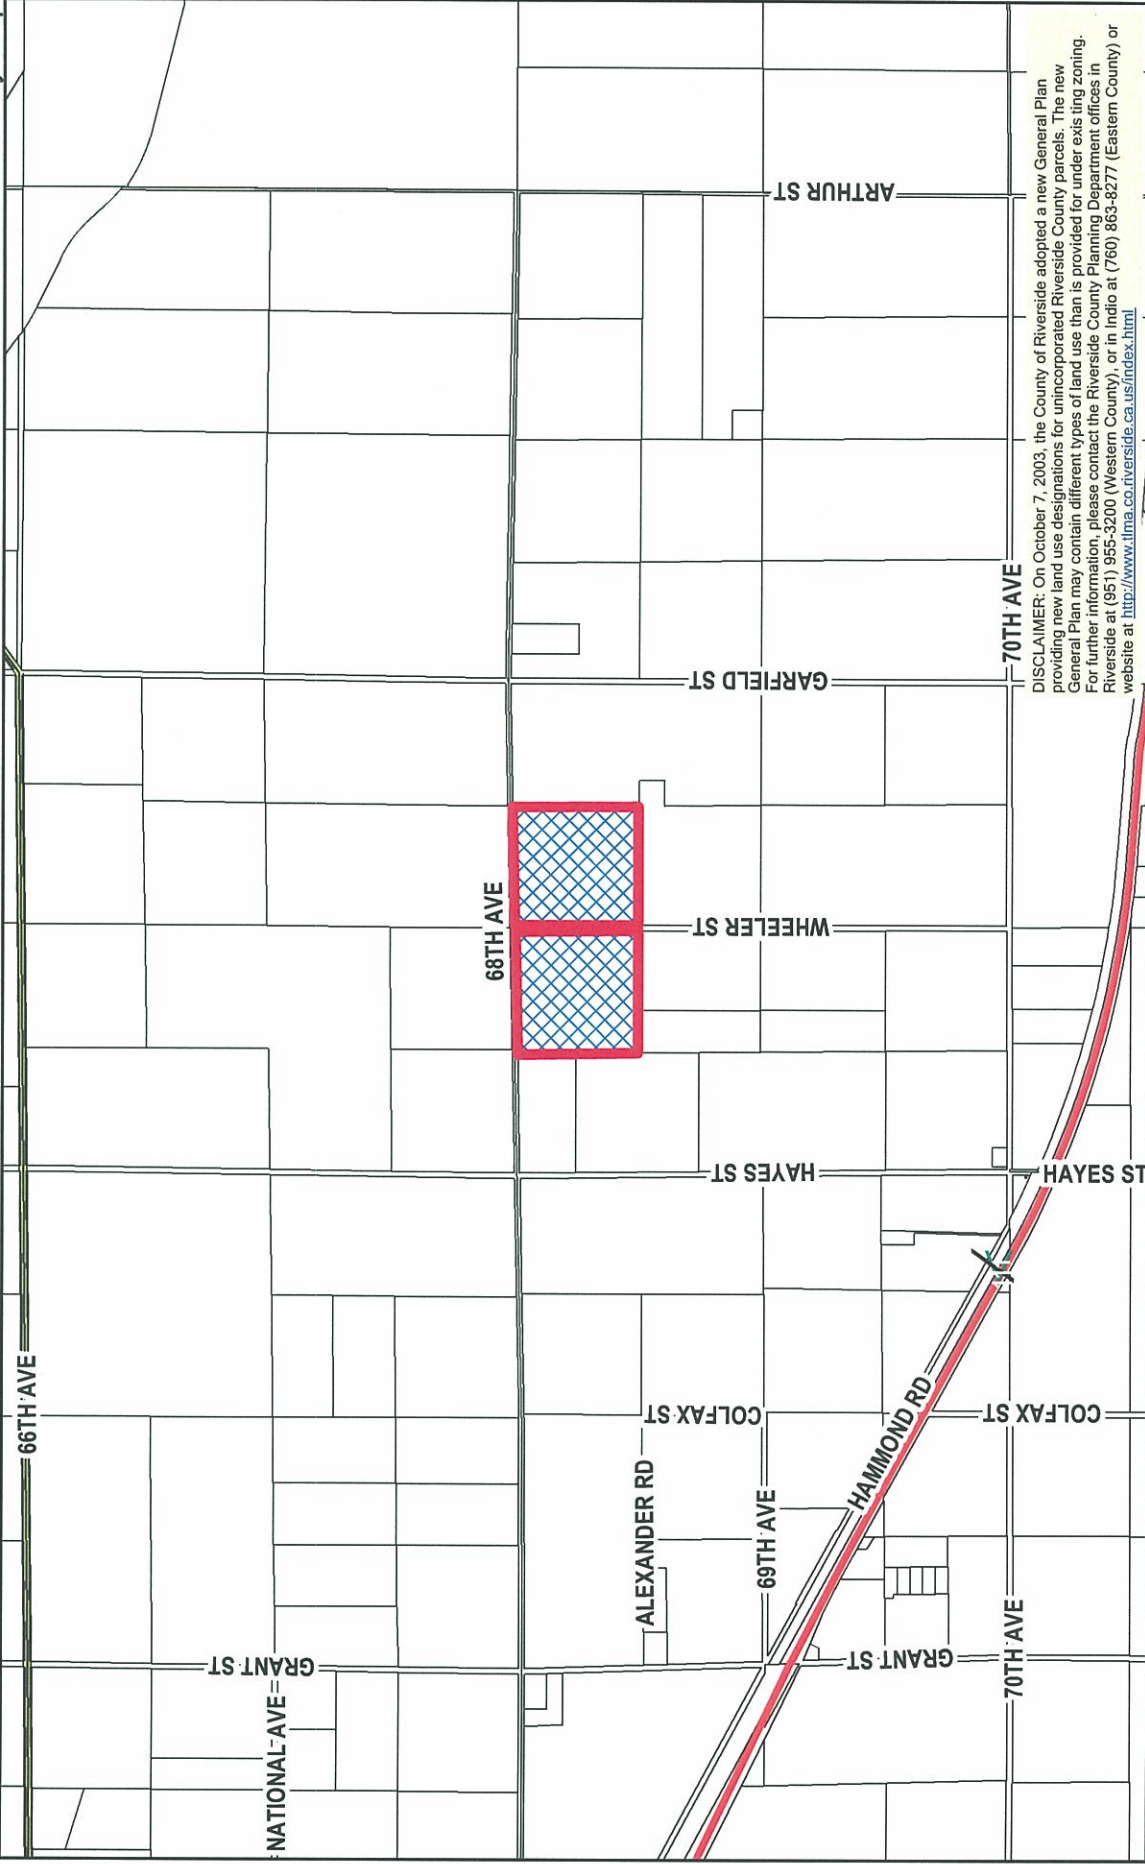 66TH AVE
NATIONAL AVE
GRANT ST
68TH AVE
ALEXANDER RD
COLFAX ST
HAYES ST
WHEELER ST
GARFIELD ST
ARTHUR ST
69TH AVE
HAMMOND RD
GRANT ST
COLFAX ST
HAYES ST
70TH AVE
70TH AVE
DISCLAIMER: On October 7, 2003, the County of Riverside adopted a new General Plan
providing new land use designations for unincorporated Riverside County parcels. The new
General Plan may contain different types of land use than is provided for under existing zoning.
For further information, please contact the Riverside County Planning Department offices in
Riverside at (951) 955-3200 (Western County), or in Indio at (760) 863-8277 (Eastern County) or
website at http://www.tlma.co.riverside.ca.us/index.html